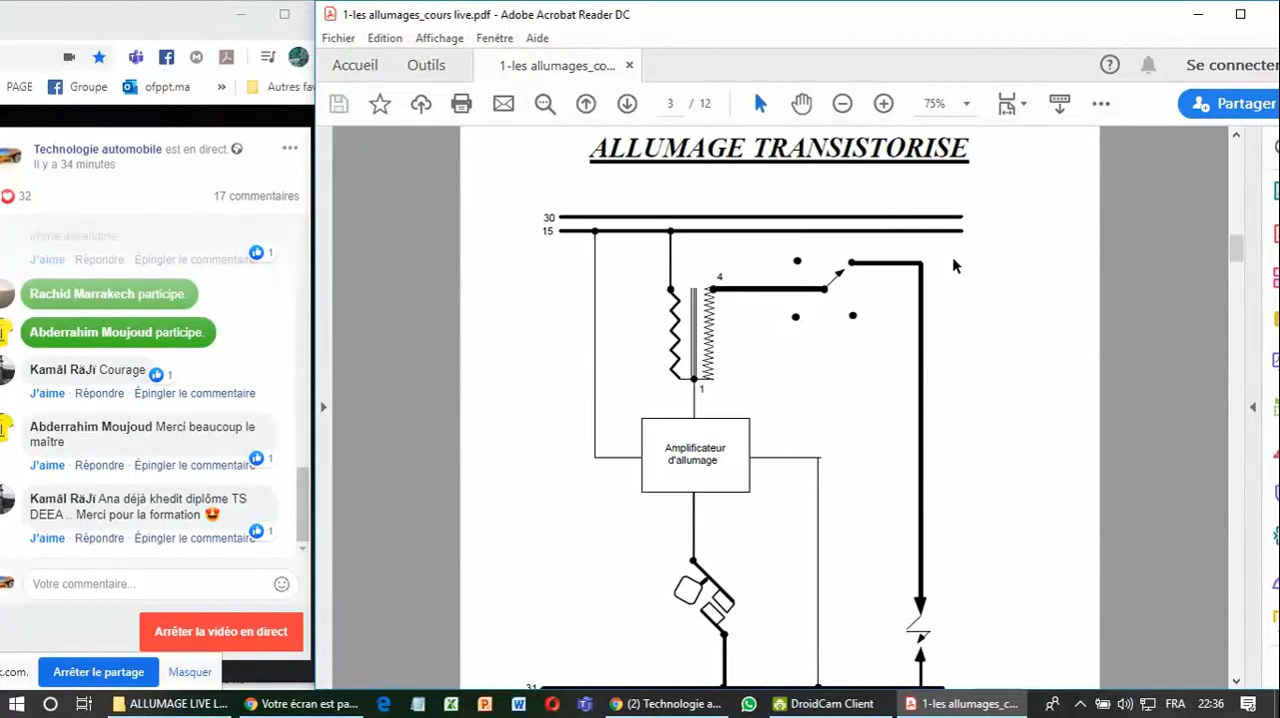 1-les allumages_cours live.pdf - Adobe Acrobat Reader DC
Fichier Edition Affichage Fenêtre Aide
Accueil Outils 1-les allumages_co... ×
Se connecter
3 / 12 75% Partager
PAGE Groupe ofppt.ma » Autres fav
Technologie automobile est en direct
Il y a 34 minutes
32 17 commentaires
J'aime Répondre Épingler le commentaire 1
Rachid Marrakech participe.
Abderrahim Moujoud participe.
Kamāl RäJï Courage 1
J'aime Répondre Épingler le commentaire
Abderrahim Moujoud Merci beaucoup le
maître
J'aime Répondre Épingler le commentaire 1
Kamāl RäJï Ana déjà khedit diplôme TS
DEEA .. Merci pour la formation
J'aime Répondre Épingler le commentaire 1
Votre commentaire...
Arrêter la vidéo en direct
k.com. Arrêter le partage Masquer
ALLUMAGE TRANSISTORISE
30
15
4
1
Amplificateur
d'allumage
31
ALLUMAGE LIVE L... Votre écran est pa... (2) Technologie a... DroidCam Client 1-les allumages_c... FRA 22:36